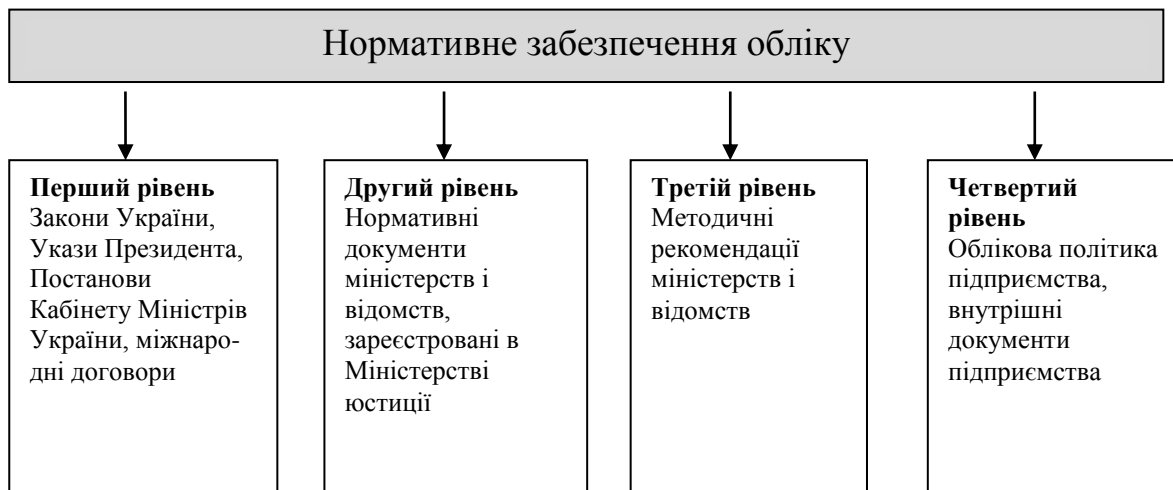 Нормативне забезпечення обліку
Перший рівень
Закони України,
Укази Президента,
Постанови
Кабінету Міністрів
України, міжнаро-
дні договори
Другий рівень
Нормативні
документи
міністерств і
відомств,
зареєстровані в
Міністерстві
юстиції
Третій рівень
Методичні
рекомендації
міністерств і
відомств
Четвертий
рівень
Облікова політика
підприємства,
внутрішні
документи
підприємства